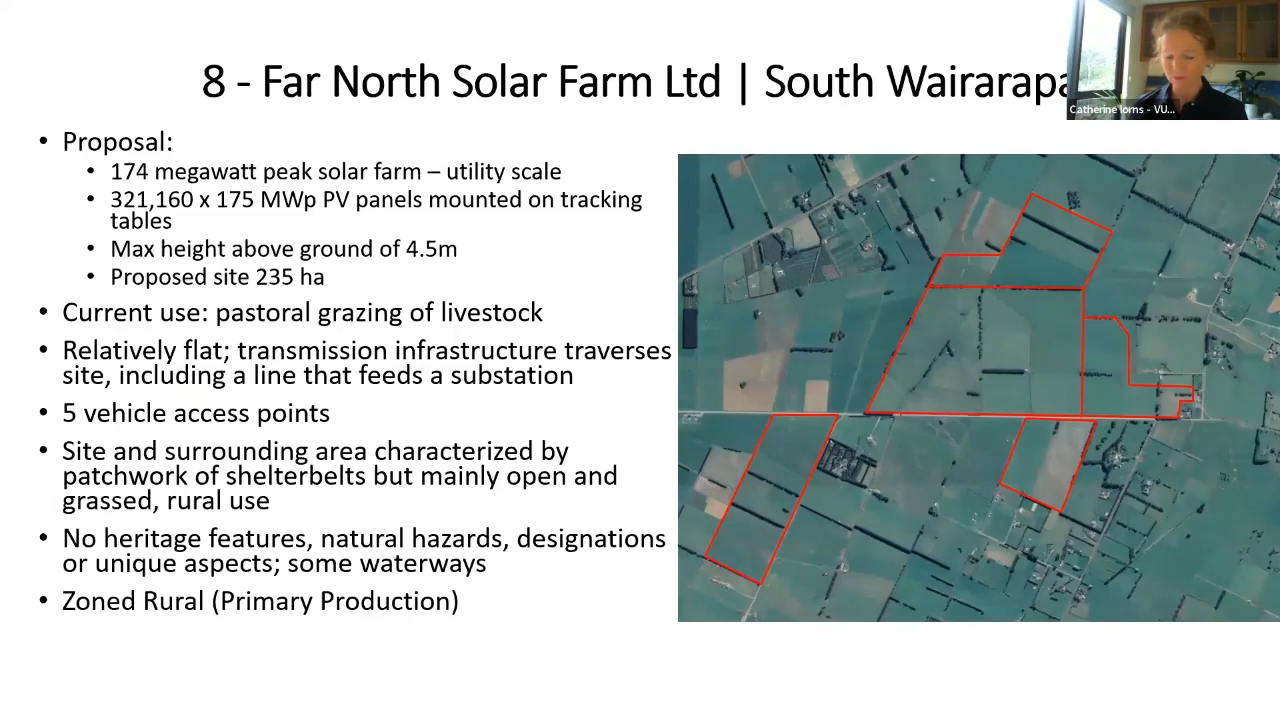 8 - Far North Solar Farm Ltd | South Wairarapa
Catherine Iorns - VU...
• Proposal:
• 174 megawatt peak solar farm – utility scale
• 321,160 x 175 MWp PV panels mounted on tracking
tables
• Max height above ground of 4.5m
• Proposed site 235 ha
• Current use: pastoral grazing of livestock
• Relatively flat; transmission infrastructure traverses
site, including a line that feeds a substation
• 5 vehicle access points
• Site and surrounding area characterized by
patchwork of shelterbelts but mainly open and
grassed, rural use
• No heritage features, natural hazards, designations
or unique aspects; some waterways
• Zoned Rural (Primary Production)